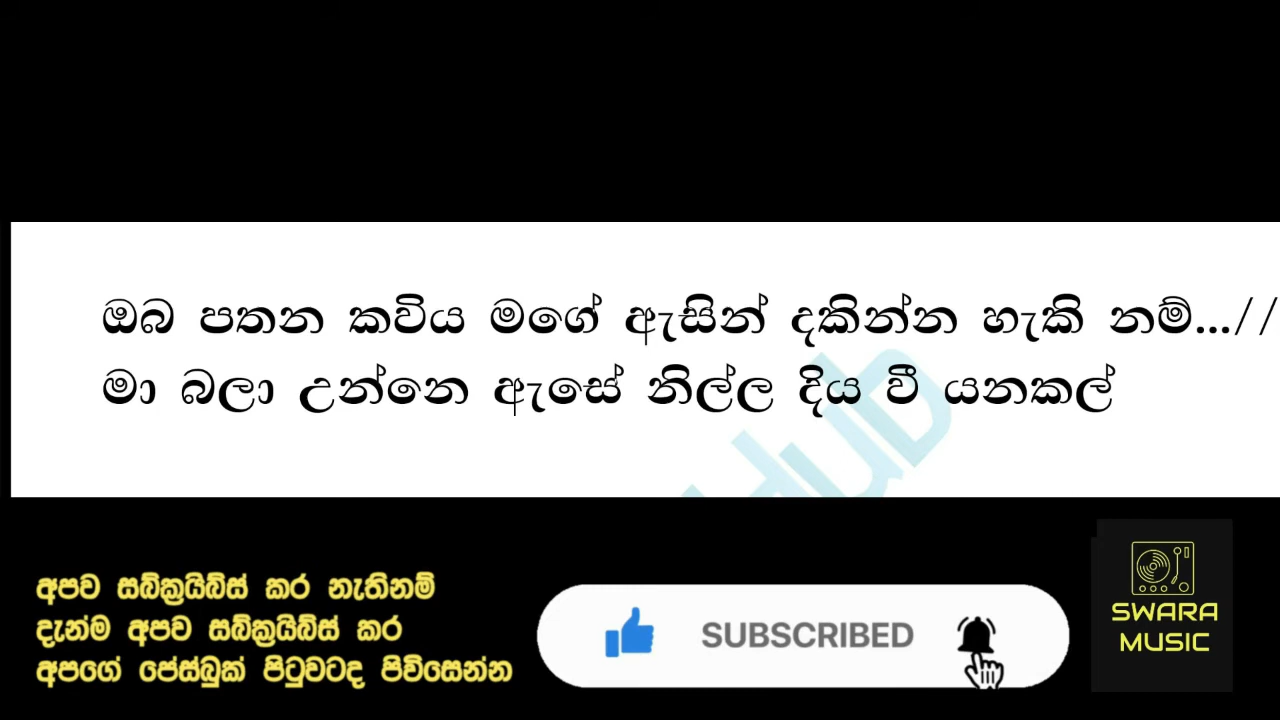 ඔබ පතන කවිය මගේ ඇසින් දකින්න හැකි නම්...//
මා බලා උන්නෙ ඇසේ නිල්ල දිය වී යනකල්
Hub
අපව සබ්ක්‍රයිබ්ස් කර නැතිනම්
දැන්ම අපව සබ්ක්‍රයිබ්ස් කර
අපගේ පේස්බුක් පිටුවටද පිවිසෙන්න
SUBSCRIBED
SWARA
MUSIC